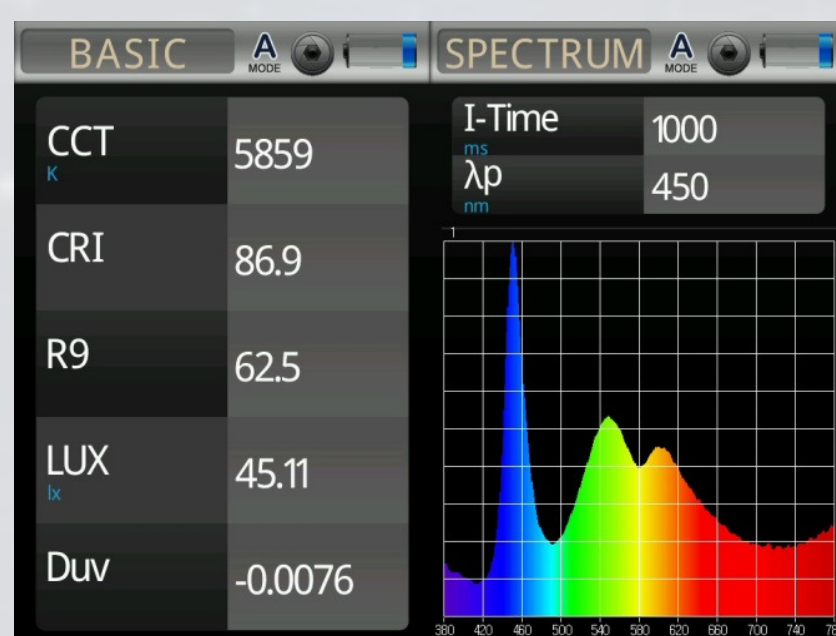 BASIC
A
MODE
CCT
K
5859
CRI
86.9
R9
62.5
LUX
lx
45.11
Duv
-0.0076
SPECTRUM
A
MODE
I-Time
ms
1000
λp
nm
450
1
380 420 460 500 540 580 620 660 700 740